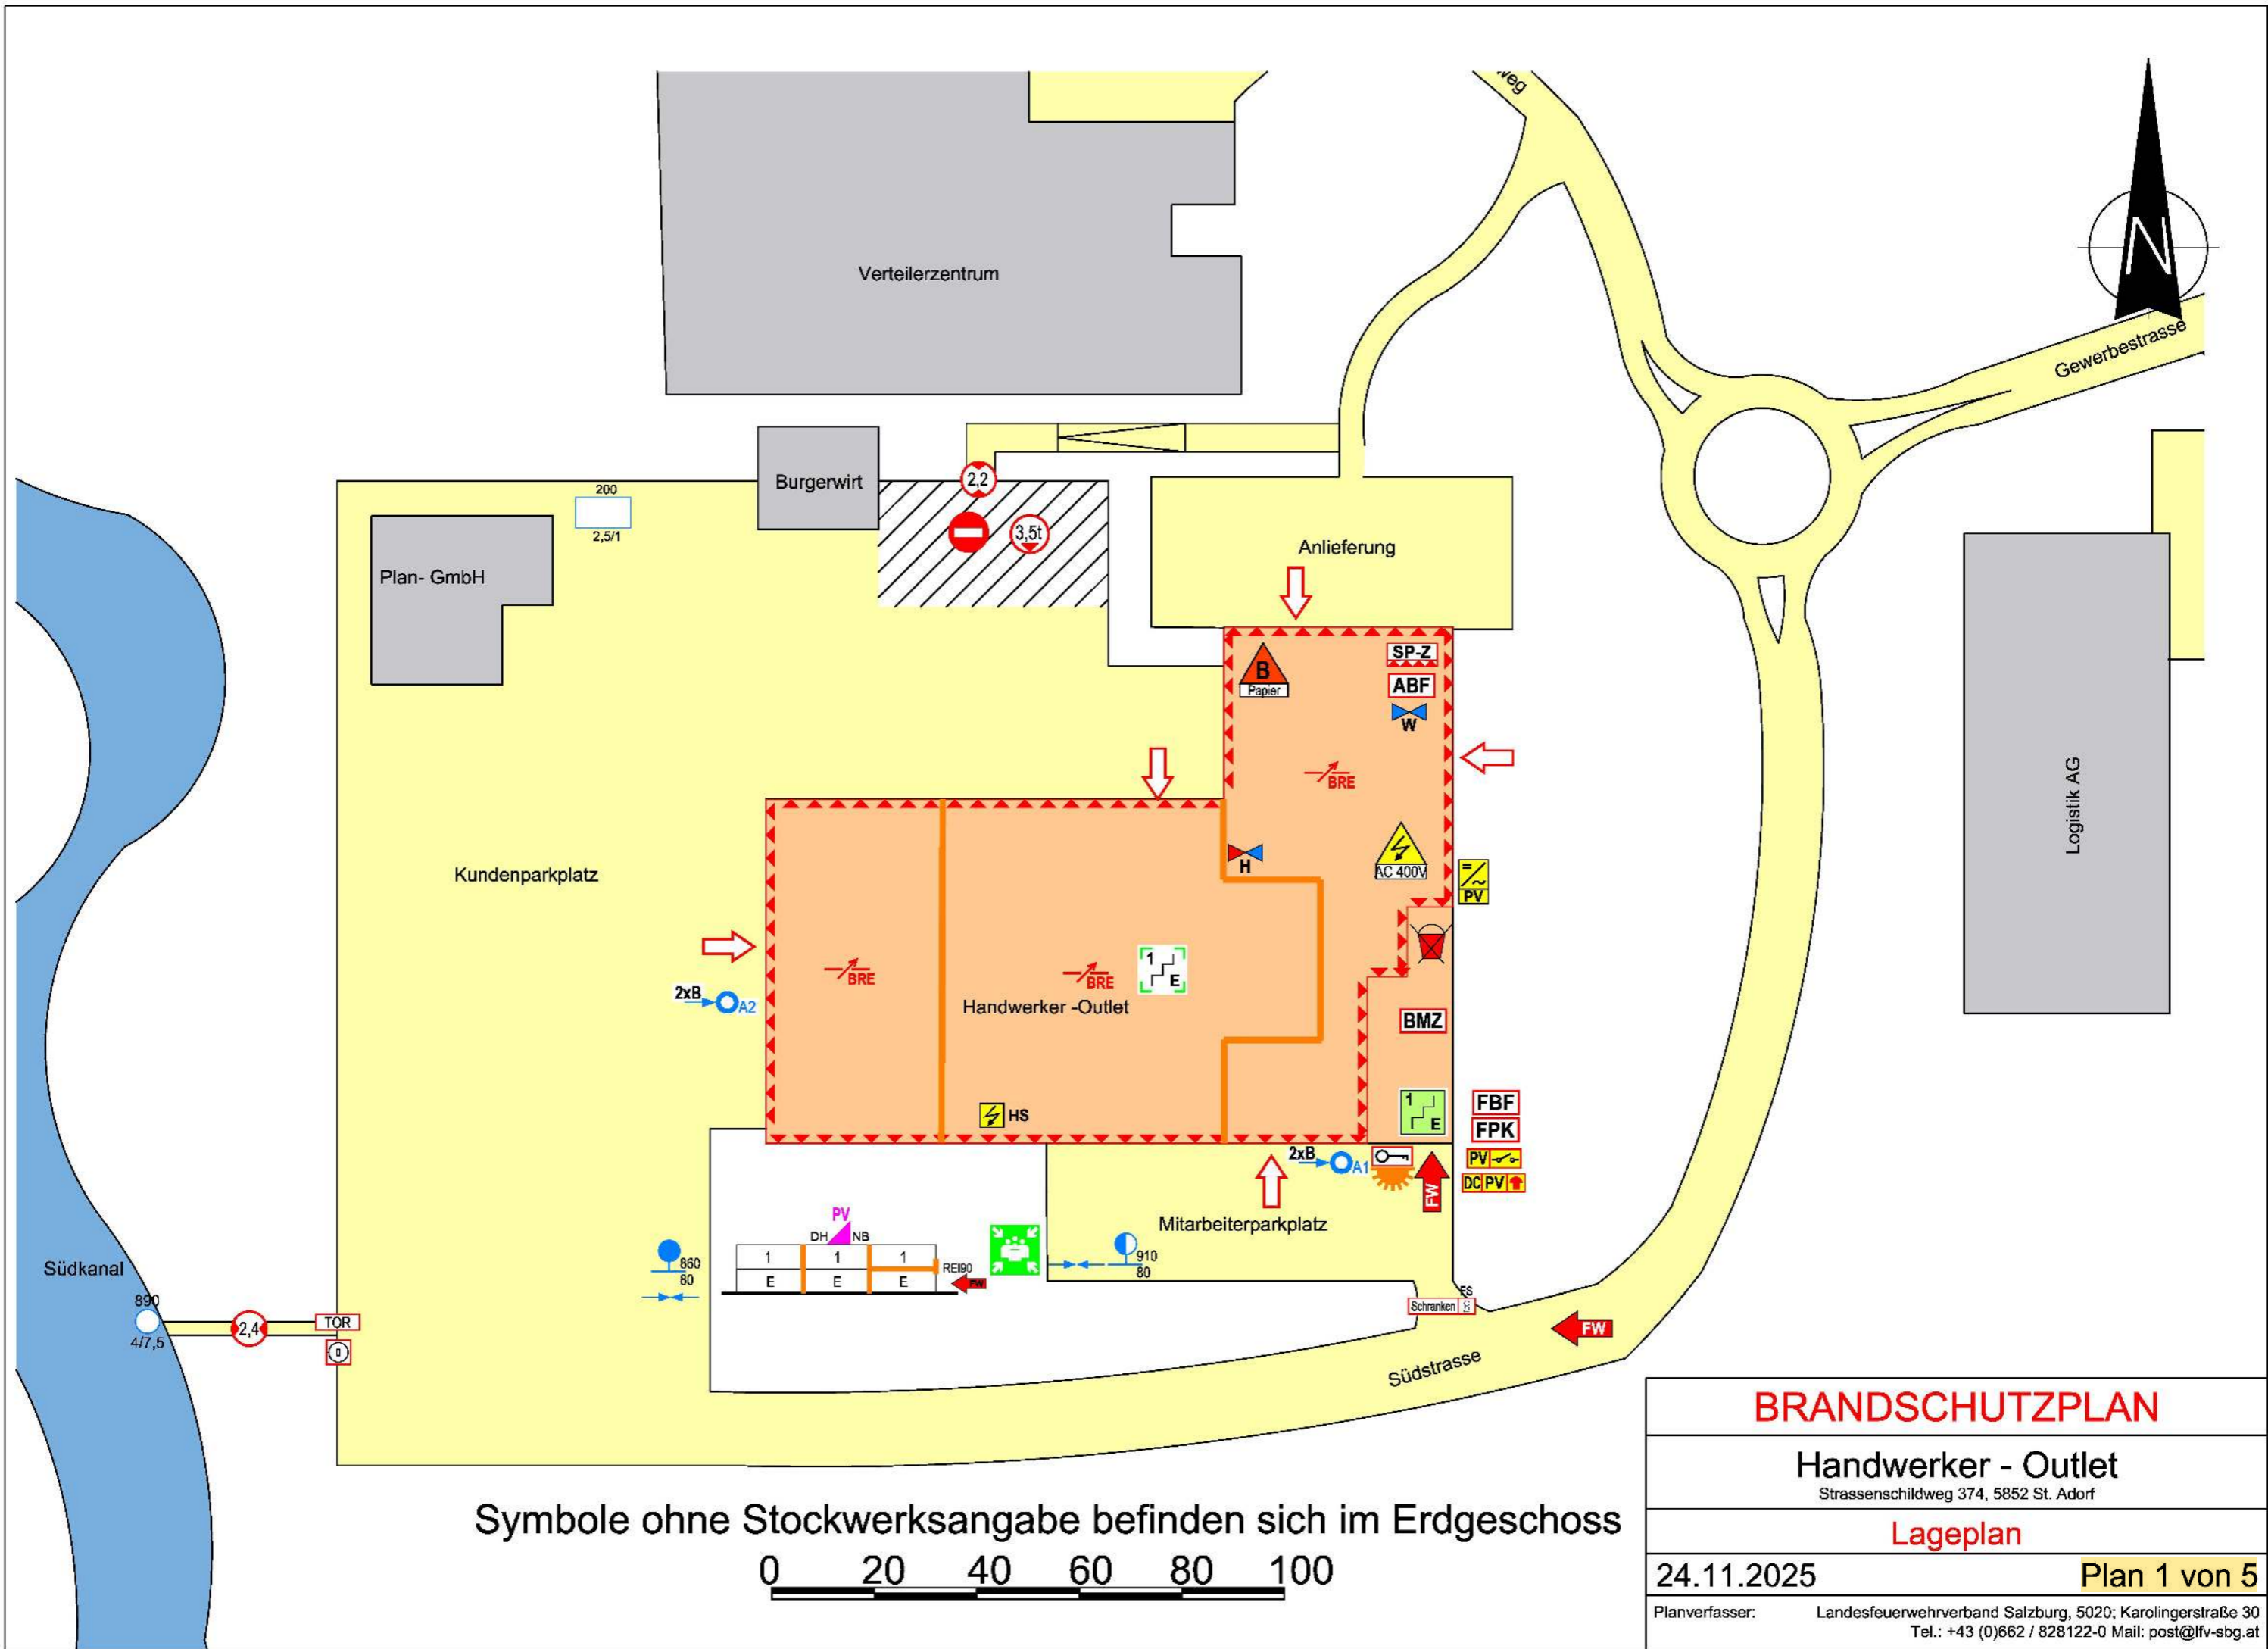 weg
N
Gewerbestrasse
Verteilerzentrum
Burgerwirt
2,2
3,5t
200
2,5/1
Plan- GmbH
Anlieferung
B
Papier
SP-Z
ABF
W
BRE
Logistik AG
Kundenparkplatz
H
AC 400V
=
~
PV
BRE
BRE
1
E
2xB
A2
Handwerker -Outlet
BMZ
HS
1
E
FBF
FPK
2xB
A1
PV
DC PV
FW
Mitarbeiterparkplatz
PV
DH NB
1 1 1
E E E
REI90
FW
860
80
910
80
Südkanal
890
4/7,5
2,4
TOR
Schranken
FS
FW
Südstrasse
BRANDSCHUTZPLAN
Handwerker - Outlet
Strassenschildweg 374, 5852 St. Adorf
Lageplan
24.11.2025 Plan 1 von 5
Planverfasser: Landesfeuerwehrverband Salzburg, 5020; Karolingerstraße 30
Tel.: +43 (0)662 / 828122-0 Mail: post@lfv-sbg.at
Symbole ohne Stockwerksangabe befinden sich im Erdgeschoss
0 20 40 60 80 100